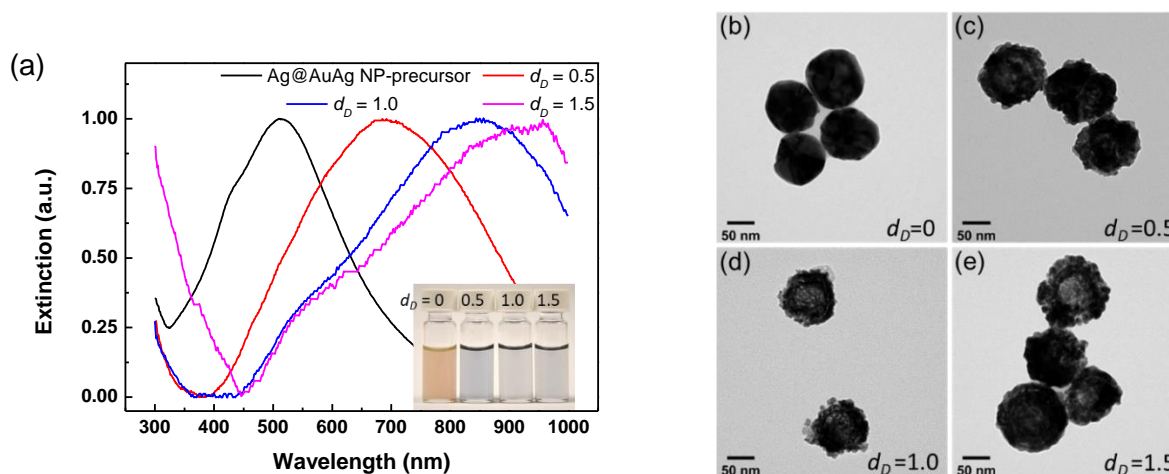 (a)
Ag@AuAg NP-precursor
d_D = 0.5
d_D = 1.0
d_D = 1.5
Extinction (a.u.)
1.00
0.75
0.50
0.25
0.00
d_D = 0 0.5 1.0 1.5
300 400 500 600 700 800 900 1000
Wavelength (nm)
(b)
50 nm
d_D=0
(c)
50 nm
d_D=0.5
(d)
50 nm
d_D=1.0
(e)
50 nm
d_D=1.5